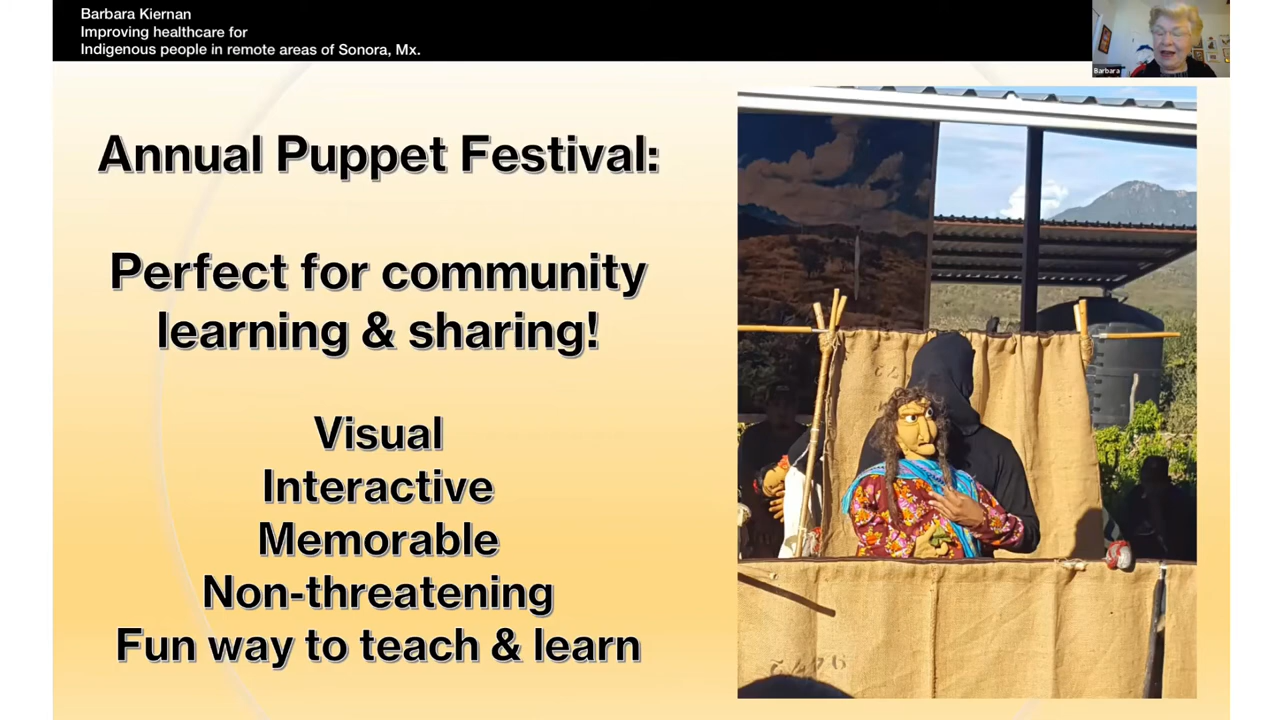 Barbara Kiernan
Improving healthcare for
Indigenous people in remote areas of Sonora, Mx.
Barbara
Annual Puppet Festival:
Perfect for community
learning & sharing!
Visual
Interactive
Memorable
Non-threatening
Fun way to teach & learn